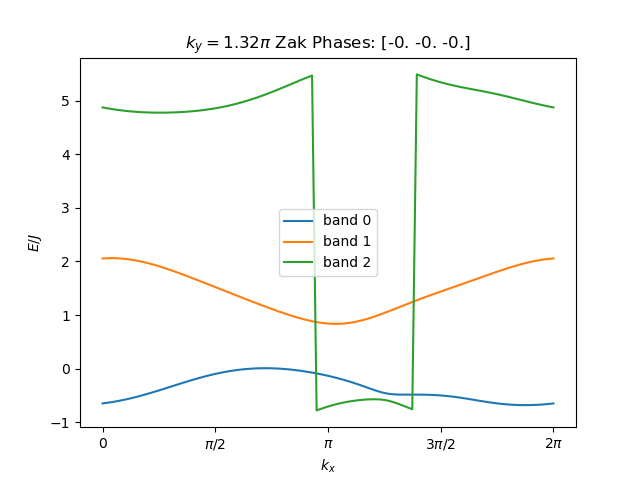 $k_y = 1.32\pi$ Zak Phases: [-0. -0. -0.]
E/J
5
4
3
2
1
0
−1
band 0
band 1
band 2
0
π/2
π
3π/2
2π
$k_x$